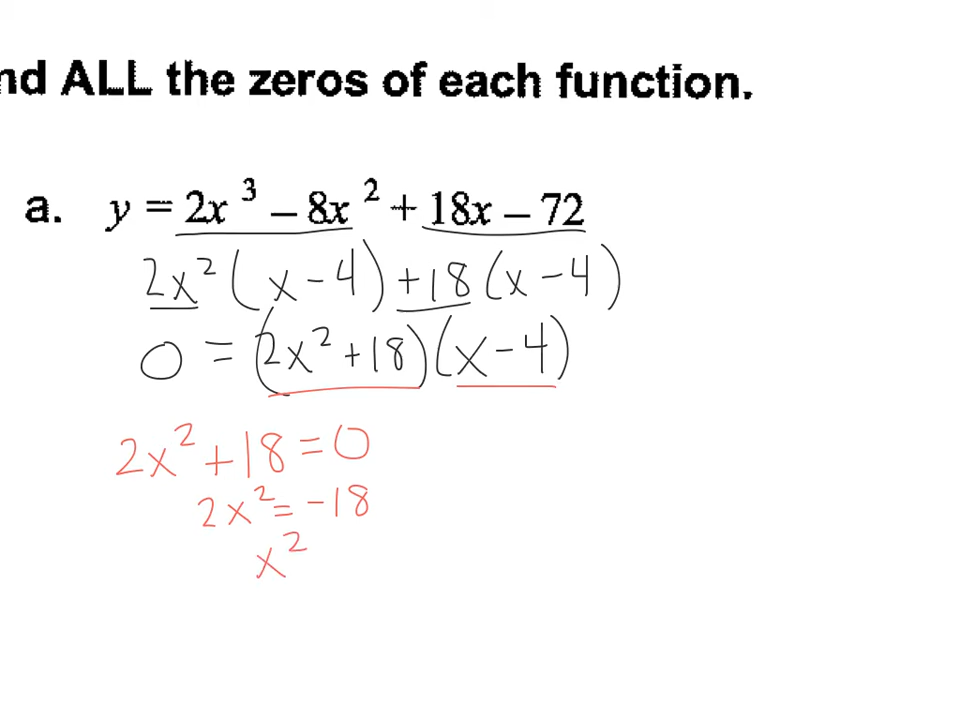 nd ALL the zeros of each function.
a. y = 2x³ – 8x² + 18x – 72
2x² (x - 4) + 18 (x - 4)
0 = (2x² + 18)(x - 4)
2x² + 18 = 0
2x² = -18
x²